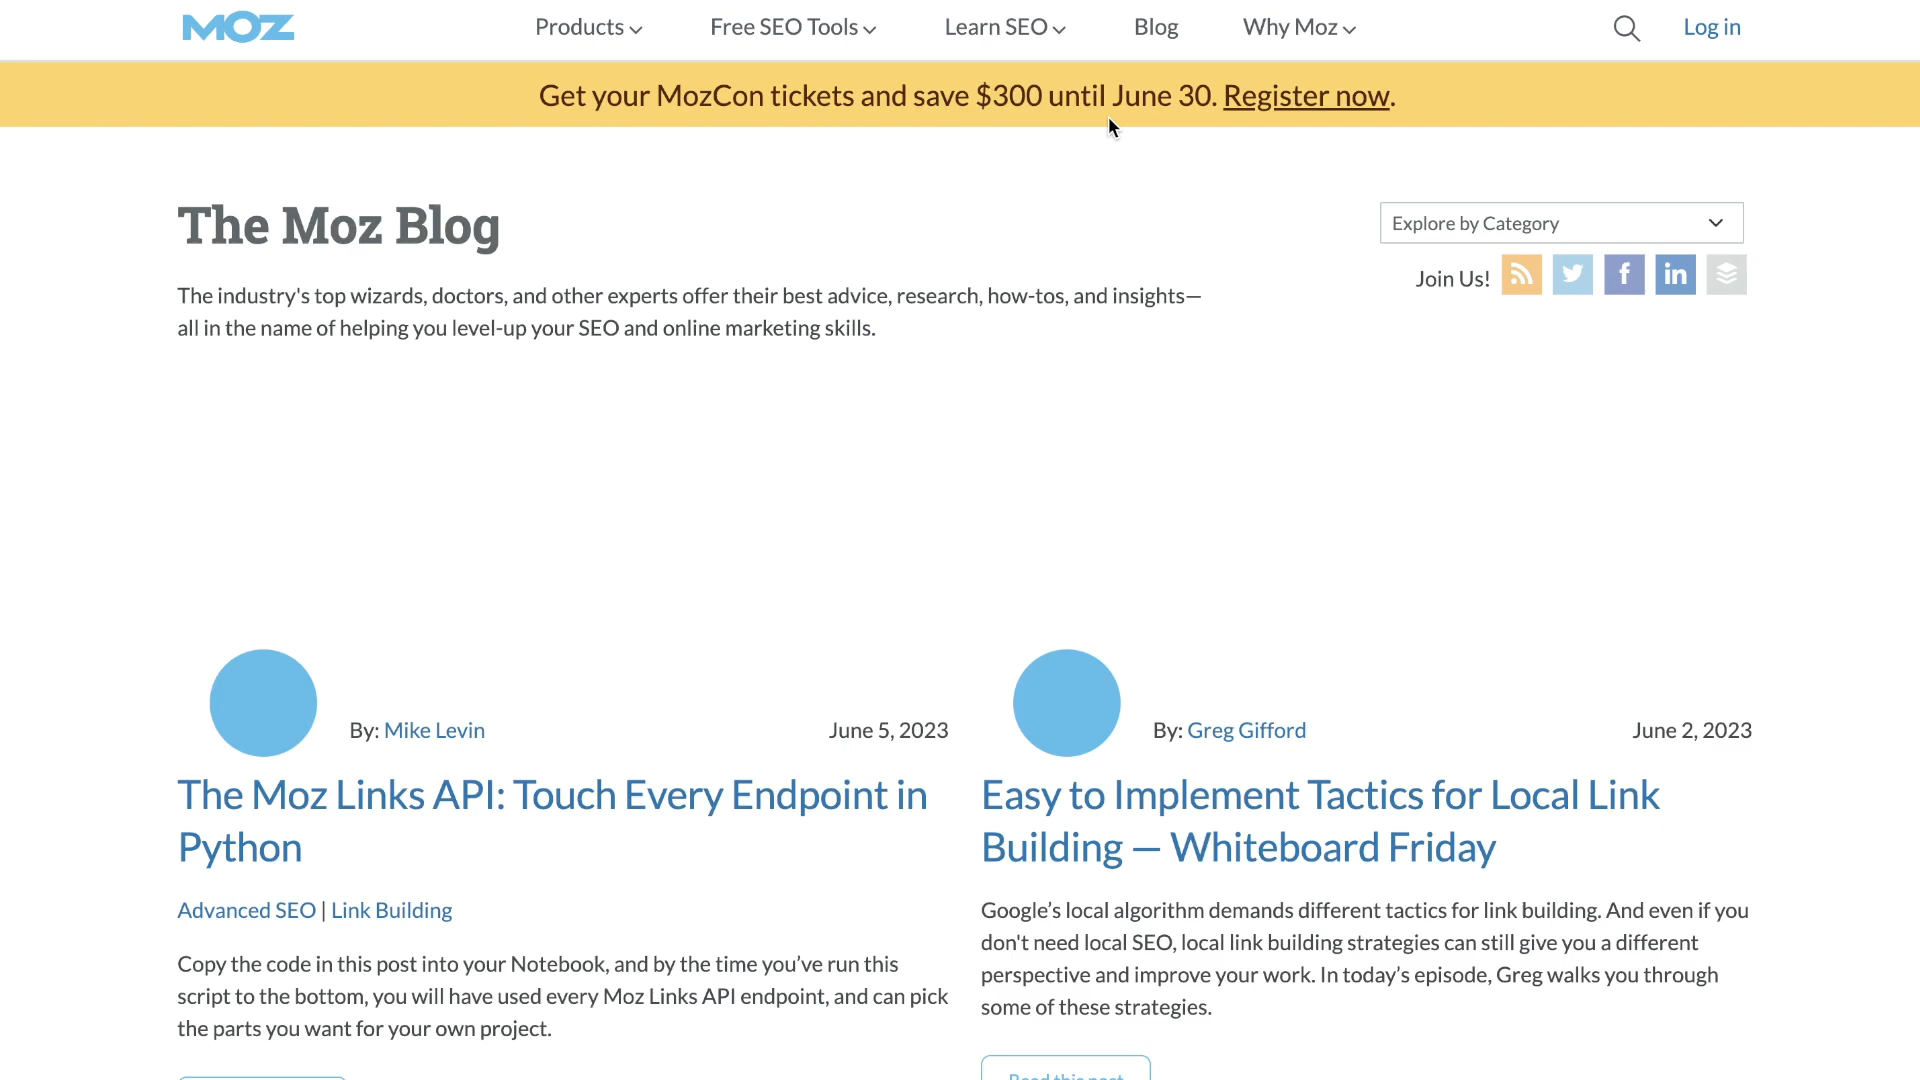 MOZ
Products
Free SEO Tools
Learn SEO
Blog
Why Moz
Log in
Get your MozCon tickets and save $300 until June 30. Register now.
The Moz Blog
Explore by Category
Join Us!
The industry's top wizards, doctors, and other experts offer their best advice, research, how-tos, and insights—
all in the name of helping you level-up your SEO and online marketing skills.
By: Mike Levin
June 5, 2023
The Moz Links API: Touch Every Endpoint in
Python
Advanced SEO | Link Building
Copy the code in this post into your Notebook, and by the time you’ve run this
script to the bottom, you will have used every Moz Links API endpoint, and can pick
the parts you want for your own project.
By: Greg Gifford
June 2, 2023
Easy to Implement Tactics for Local Link
Building — Whiteboard Friday
Google’s local algorithm demands different tactics for link building. And even if you
don't need local SEO, local link building strategies can still give you a different
perspective and improve your work. In today’s episode, Greg walks you through
some of these strategies.
Read this post